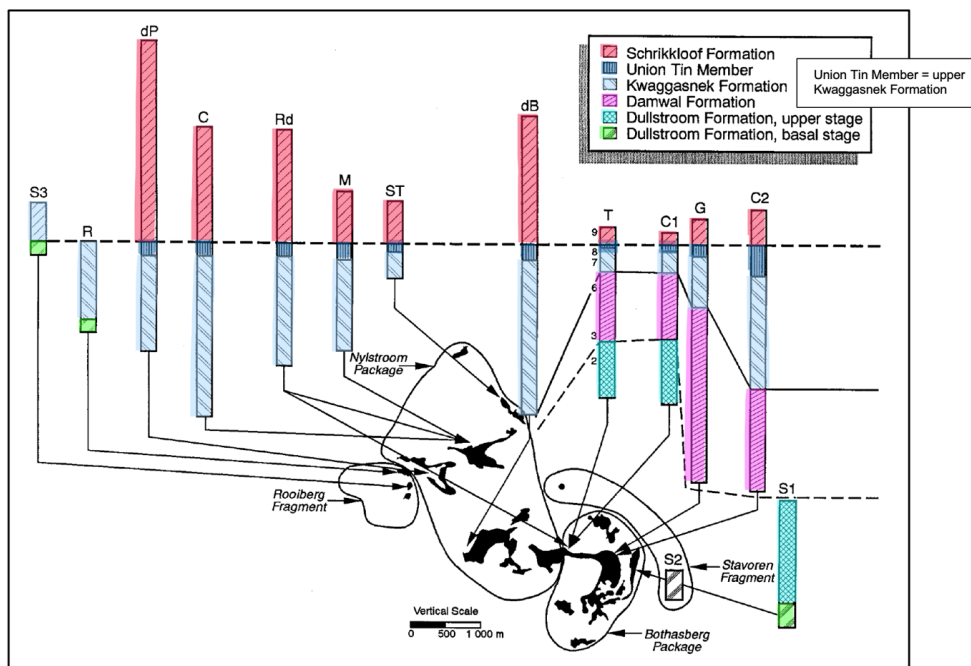 dP
C
Rd
M
ST
S3
R
dB
T
C1
G
C2
S1
S2
Schrikkloof Formation
Union Tin Member
Kwaggasnek Formation
Damwal Formation
Dullstroom Formation, upper stage
Dullstroom Formation, basal stage
Union Tin Member = upper
Kwaggasnek Formation
9
8
7
6
3
2
Nylstroom
Package
Rooiberg
Fragment
Stavoren
Fragment
Bothasberg
Package
Vertical Scale
0 500 1 000 m